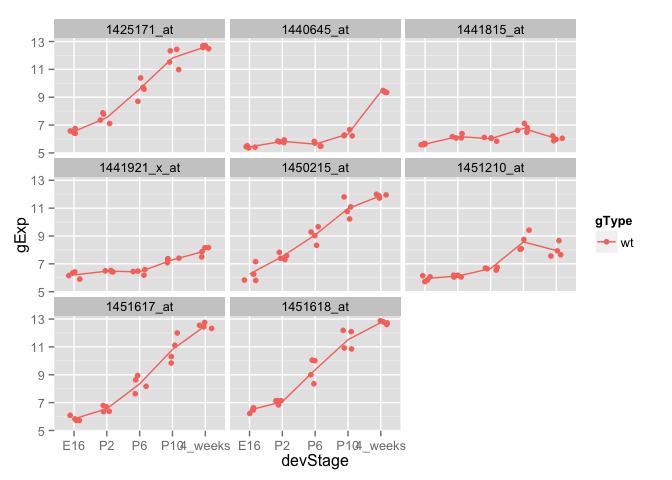 1425171_at 1440645_at 1441815_at
13
11
9
7
5
1441921_x_at 1450215_at 1451210_at
13
11
9
7
5
1451617_at 1451618_at
13
11
9
7
5
gExp
E16 P2 P6 P10 4_weeks E16 P2 P6 P10 4_weeks
devStage
gType
wt